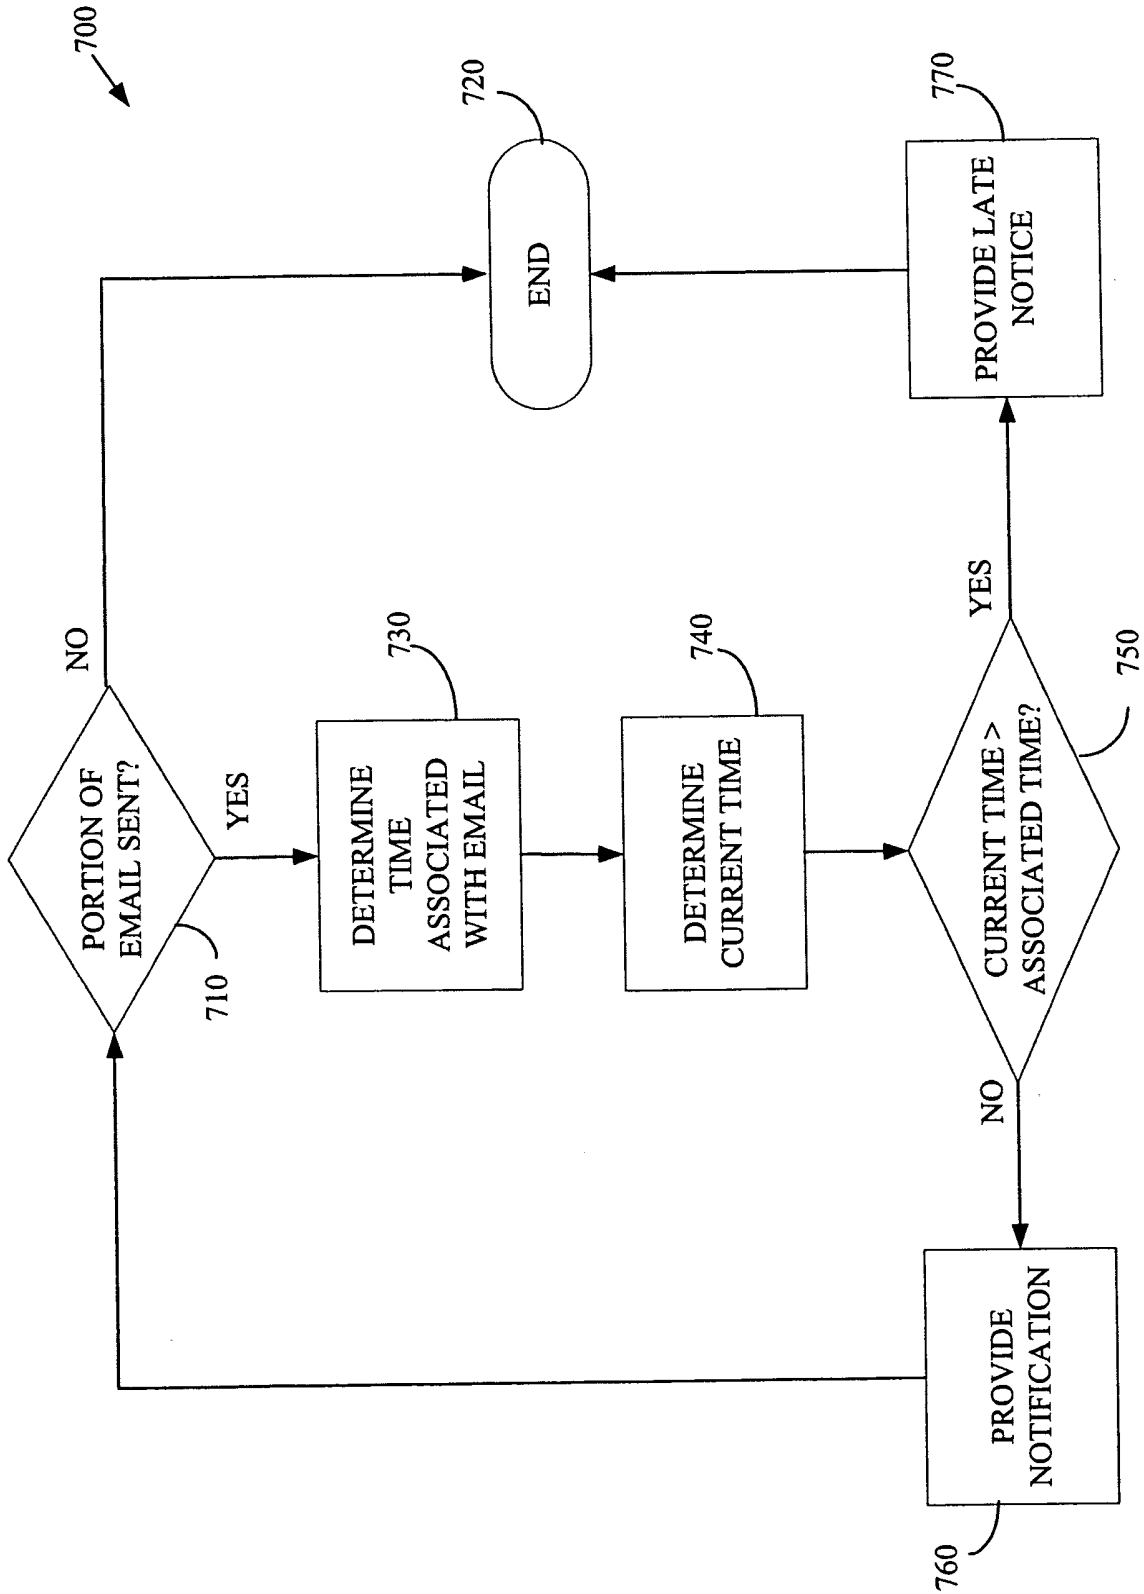 700
PORTION OF
EMAIL SENT?
710
NO
YES
DETERMINE
TIME
ASSOCIATED
WITH EMAIL
730
END
720
DETERMINE
CURRENT TIME
740
CURRENT TIME >
ASSOCIATED TIME?
750
NO
YES
PROVIDE
NOTIFICATION
760
PROVIDE LATE
NOTICE
770